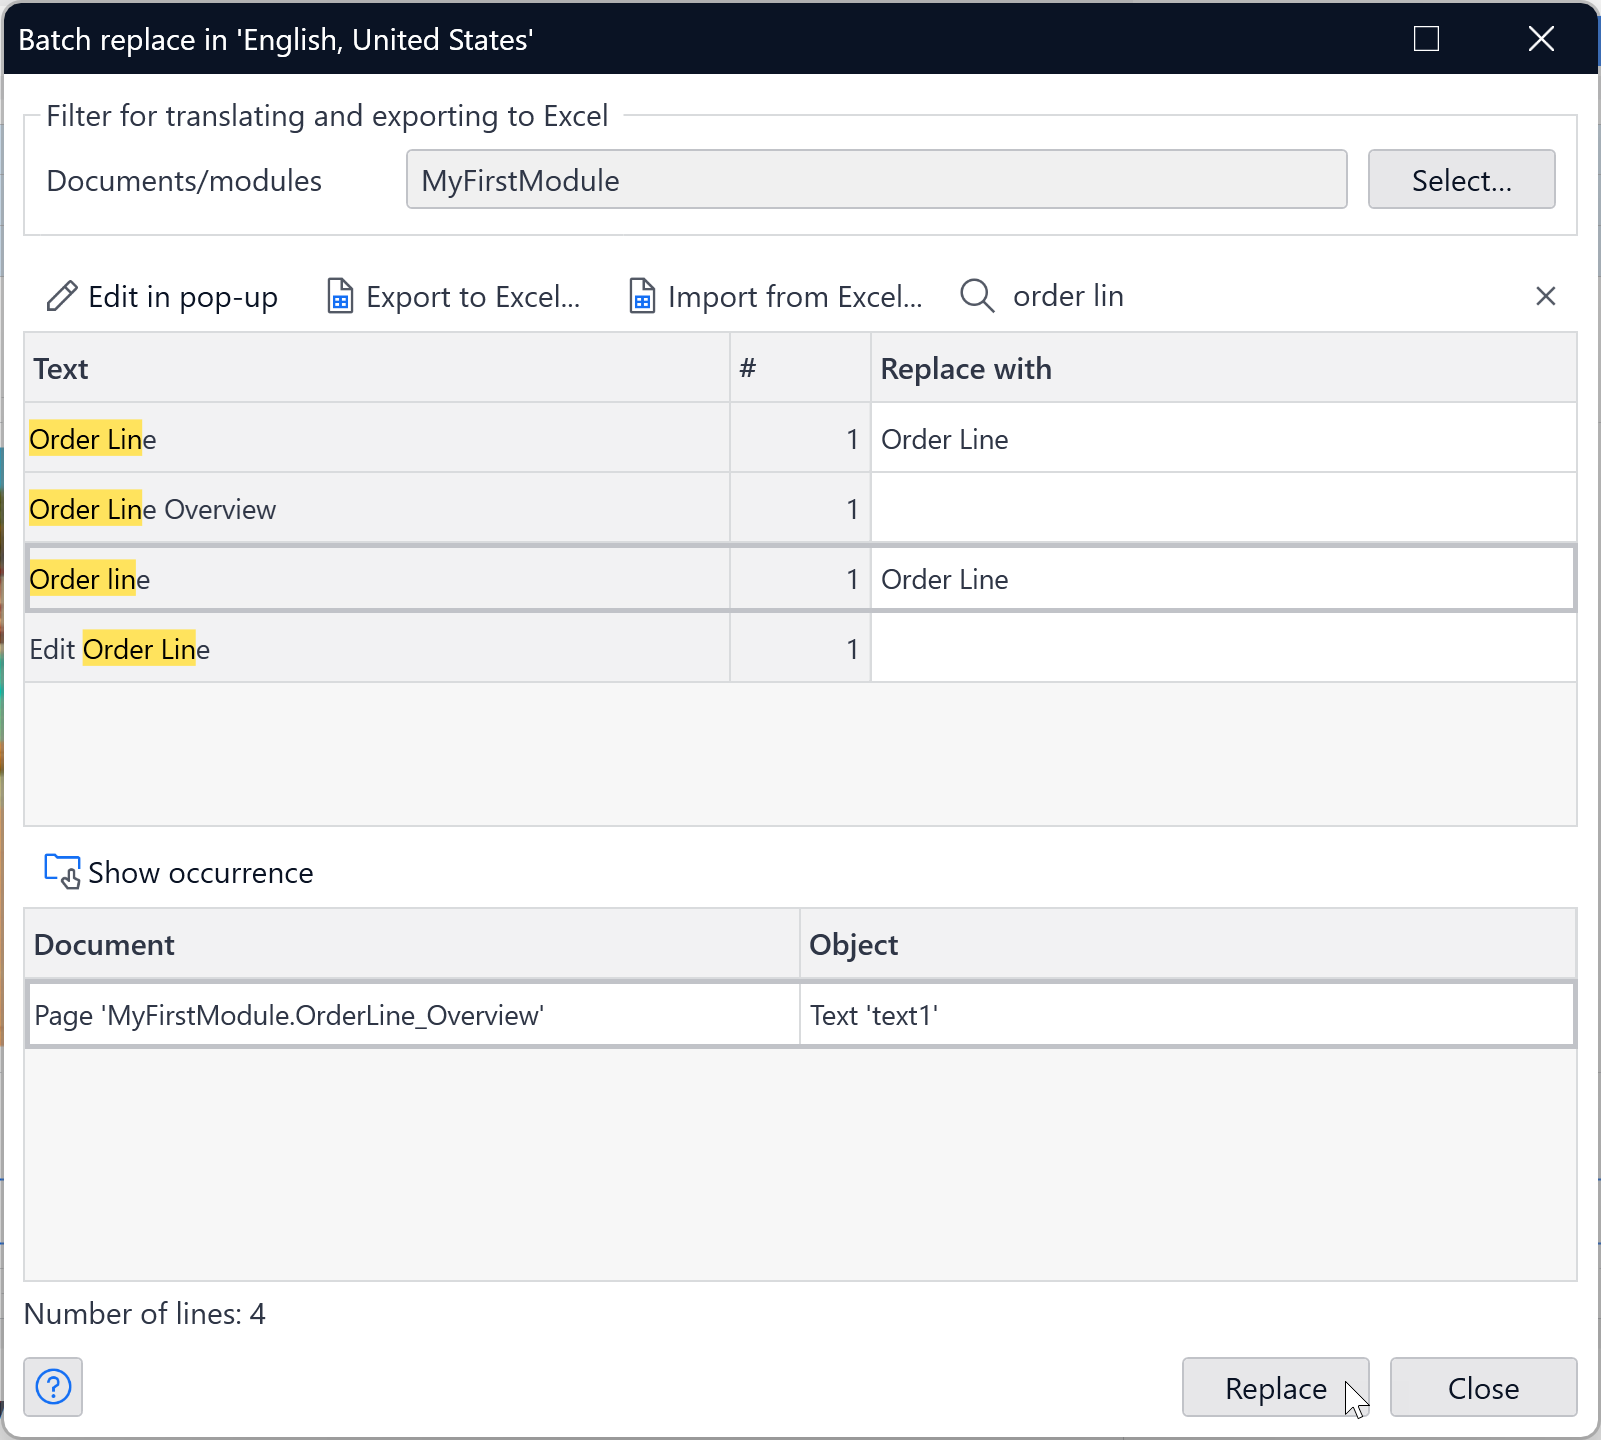 Batch replace in 'English, United States'
Filter for translating and exporting to Excel
Documents/modules MyFirstModule Select...
Edit in pop-up Export to Excel... Import from Excel... order lin
Text # Replace with
Order Line 1 Order Line
Order Line Overview 1
Order line 1 Order Line
Edit Order Line 1
Show occurrence
Document Object
Page 'MyFirstModule.OrderLine_Overview' Text 'text1'
Number of lines: 4
? Replace Close